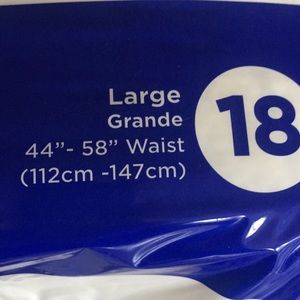 Large
Grande
44”- 58” Waist
(112cm -147cm)
18